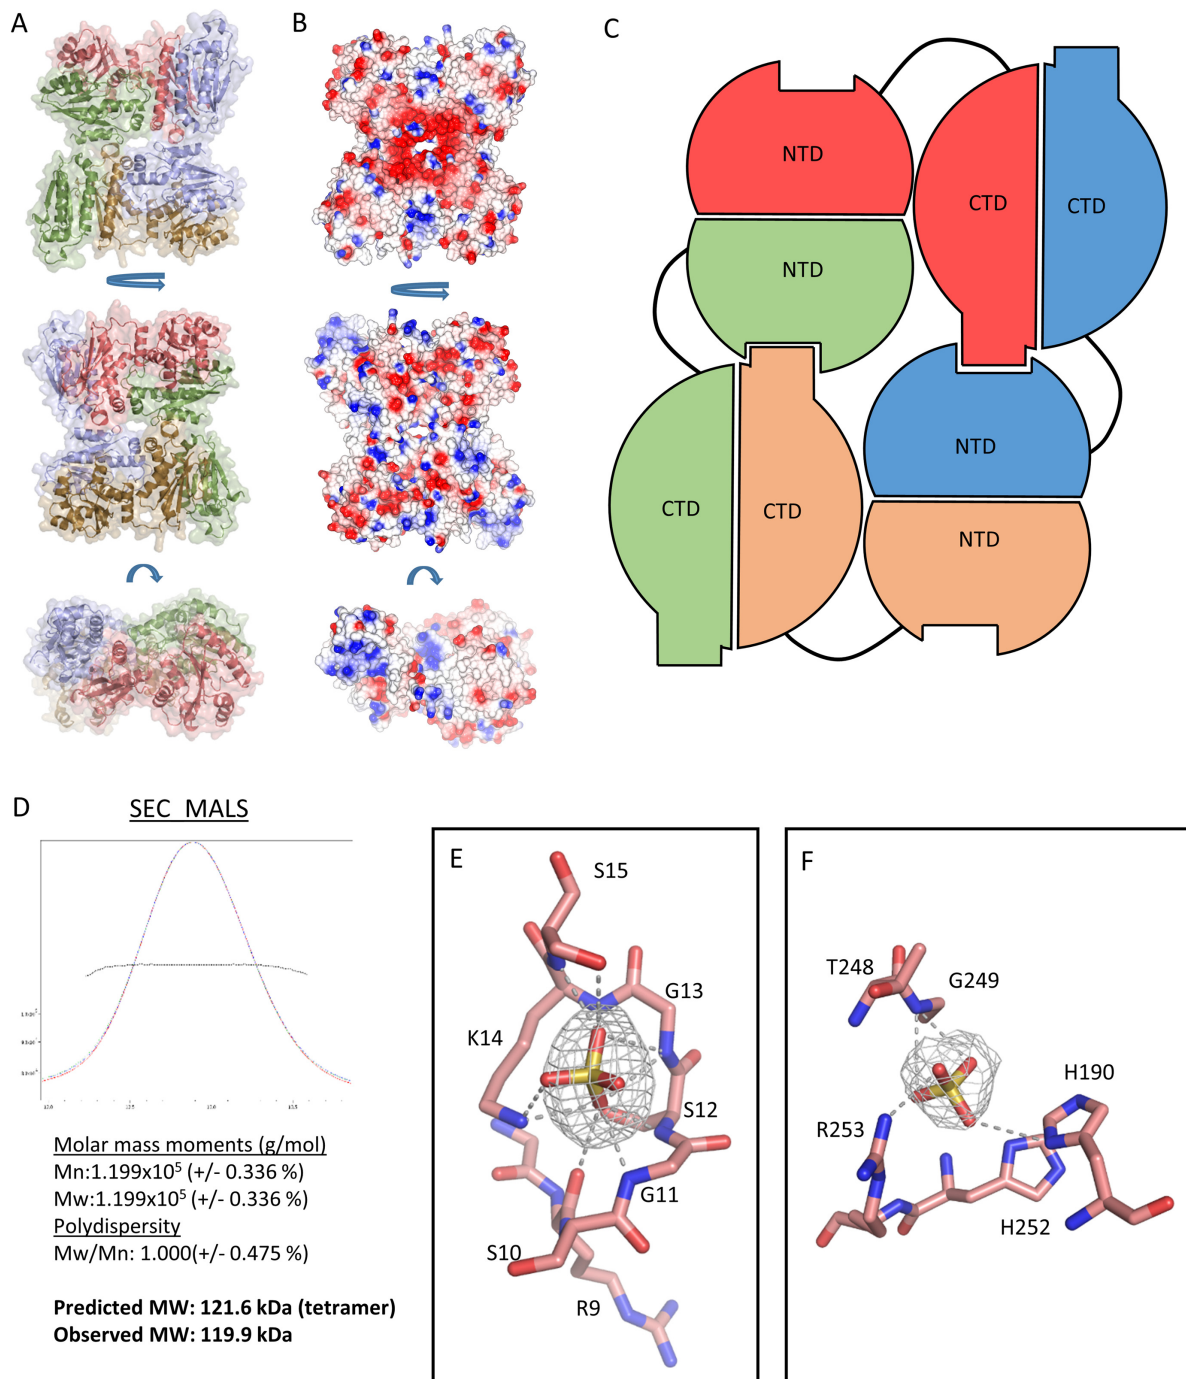 A
B
C
NTD
CTD
CTD
NTD
CTD
CTD
NTD
NTD
D
SEC MALS
Molar mass moments (g/mol)
Mn:1.199x10⁵ (+/- 0.336 %)
Mw:1.199x10⁵ (+/- 0.336 %)
Polydispersity
Mw/Mn: 1.000(+/- 0.475 %)
Predicted MW: 121.6 kDa (tetramer)
Observed MW: 119.9 kDa
E
S15
G13
K14
S12
G11
S10
R9
F
T248
G249
H190
R253
H252